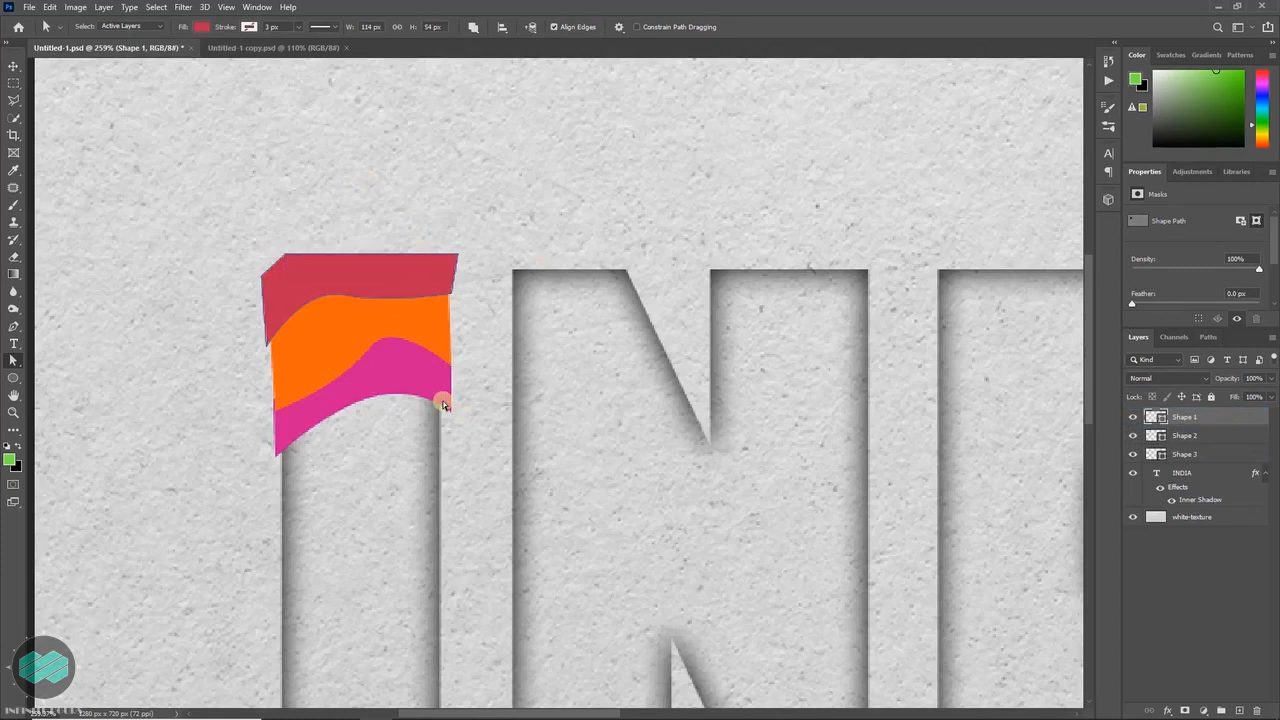 File Edit Image Layer Type Select Filter 3D View Window Help
Select: Active Layers Fill: Stroke: 3 px W: 114 px H: 54 px Align Edges Constrain Path Dragging
Untitled-1.psd @ 259% (Shape 1, RGB/8#) * × Untitled-1 copy.psd @ 110% (RGB/8#) ×
Color Swatches Gradients Patterns
Properties Adjustments Libraries
Masks
Shape Path
Density: 100%
Feather: 0.0 px
Layers Channels Paths
Kind
Normal Opacity: 100%
Lock: Fill: 100%
Shape 1
Shape 2
Shape 3
T INDIA fx
Effects
Inner Shadow
white-texture
1280 px x 720 px (72 ppi)